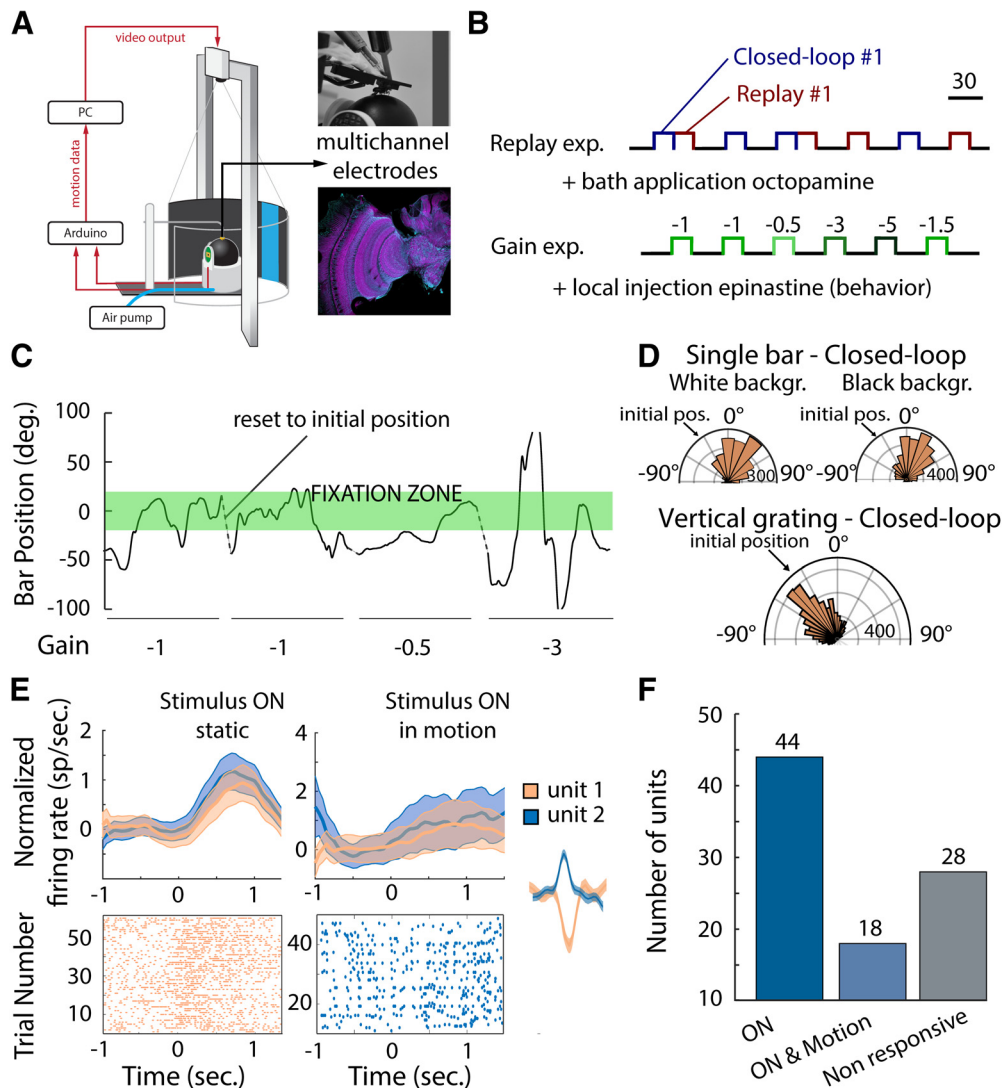 A
video output
PC
motion data
Arduino
Air pump
multichannel
electrodes
B
Closed-loop #1
Replay #1
30
Replay exp.
+ bath application octopamine
-1 -1 -0.5 -3 -5 -1.5
Gain exp.
+ local injection epinastine (behavior)
C
Bar Position (deg.)
100
50
0
-50
-100
reset to initial position
FIXATION ZONE
Gain -1 -1 -0.5 -3
D
Single bar - Closed-loop
White backgr. Black backgr.
initial pos. 0° initial pos. 0°
-90° 300 90° -90° 400 90°
Vertical grating - Closed-loop
initial position 0°
-90° 400 90°
E
Normalized
firing rate (sp/sec.)
Stimulus ON
static
2
1
0
-1 0 1
Stimulus ON
in motion
4
2
0
-1 0 1
unit 1
unit 2
Trial Number
50
30
10
-1 0 1
Time (sec.)
40
20
-1 0 1
Time (sec.)
F
Number of units
50
40
30
20
10
44
18
28
ON
ON & Motion
Non responsive